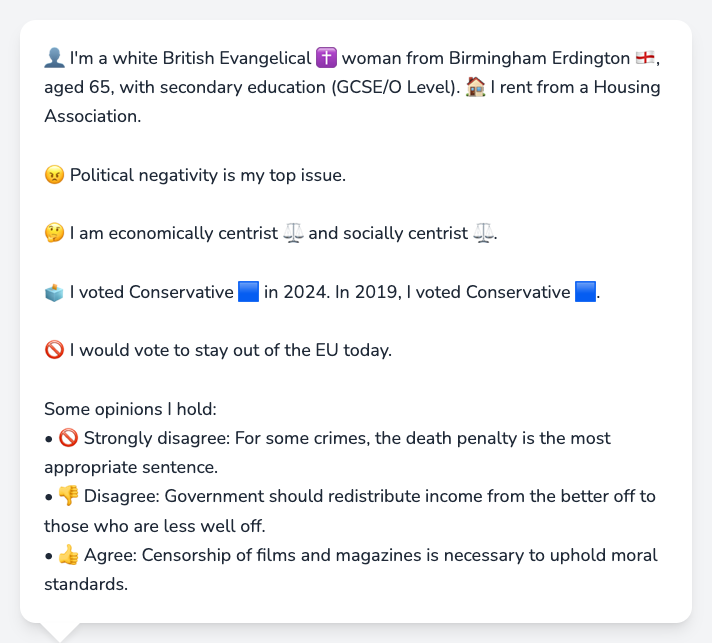 👤 I'm a white British Evangelical ✝️ woman from Birmingham Erdington 🏴󠁧󠁢󠁥󠁮󠁧󠁿,
aged 65, with secondary education (GCSE/O Level). 🏠 I rent from a Housing
Association.
😠 Political negativity is my top issue.
🤔 I am economically centrist ⚖️ and socially centrist ⚖️.
🗳️ I voted Conservative 🟦 in 2024. In 2019, I voted Conservative 🟦.
🚫 I would vote to stay out of the EU today.
Some opinions I hold:
• 🚫 Strongly disagree: For some crimes, the death penalty is the most
appropriate sentence.
• 👎 Disagree: Government should redistribute income from the better off to
those who are less well off.
• 👍 Agree: Censorship of films and magazines is necessary to uphold moral
standards.